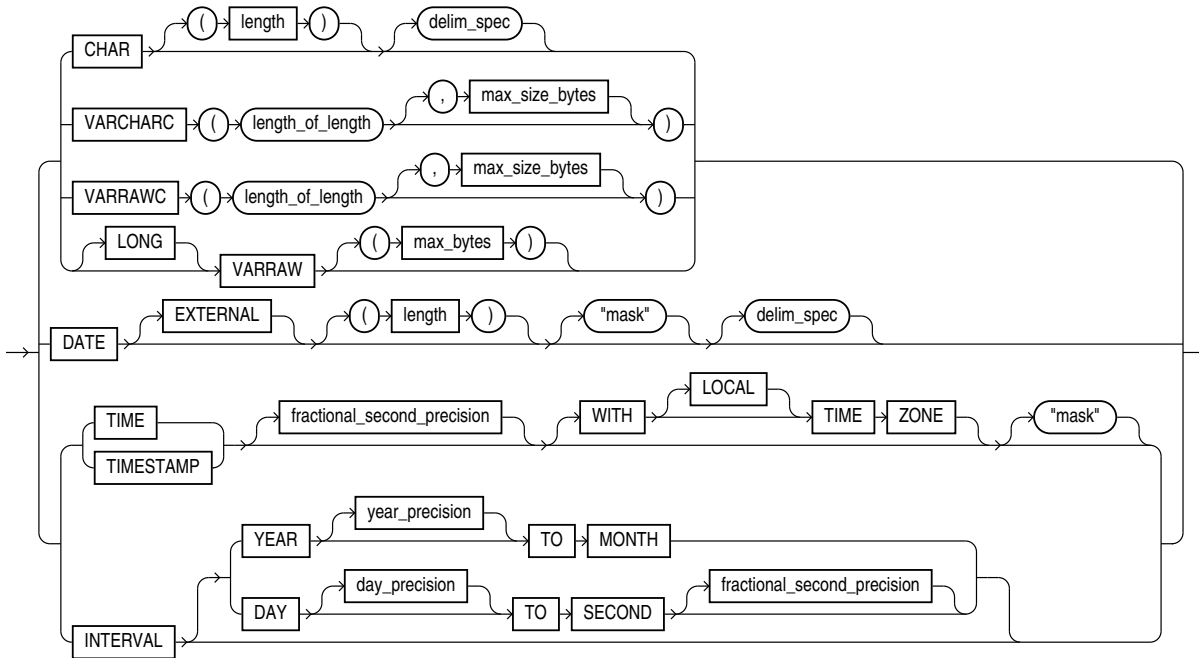 CHAR ( length ) delim_spec
VARCHARC ( length_of_length , max_size_bytes )
VARRAWC ( length_of_length , max_size_bytes )
LONG VARRAW ( max_bytes )
DATE EXTERNAL ( length ) "mask" delim_spec
TIME
TIMESTAMP
fractional_second_precision WITH LOCAL TIME ZONE "mask"
YEAR year_precision TO MONTH
DAY day_precision TO SECOND fractional_second_precision
INTERVAL